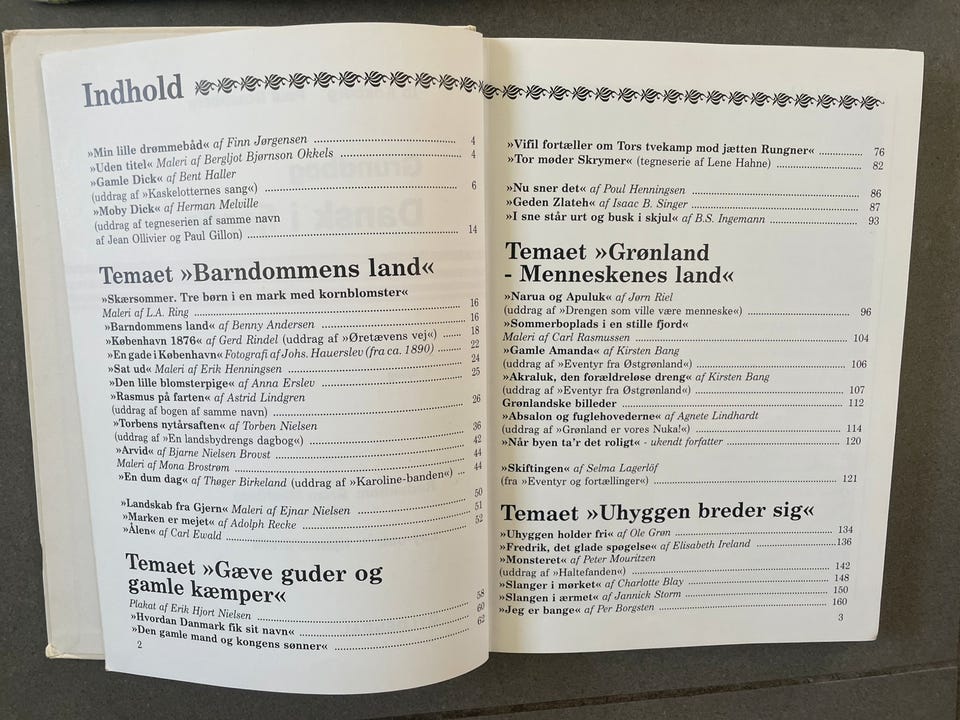 Indhold
»Min lille drømmebåd« af Finn Jørgensen 4
»Uden titel« Maleri af Bergljot Bjørnson Okkels 4
»Gamle Dick« af Bent Haller
(uddrag af »Kaskelotternes sang«) 6
»Moby Dick« af Herman Melville
(uddrag af tegneserien af samme navn
af Jean Ollivier og Paul Gillon) 14
Temaet »Barndommens land«
»Skærsommer. Tre børn i en mark med kornblomster«
Maleri af L.A. Ring 16
»Barndommens land« af Benny Andersen 16
»København 1876« af Gerd Rindel (uddrag af »Øretævens vej«) 18
»En gade i København« Fotografi af Johs. Hauerslev (fra ca. 1890) 22
»Sat ud« Maleri af Erik Henningsen 24
»Den lille blomsterpige« af Anna Erslev 25
»Rasmus på farten« af Astrid Lindgren
(uddrag af bogen af samme navn) 26
»Torbens nytårsaften« af Torben Nielsen
(uddrag af »En landsbydrengs dagbog«) 36
»Arvid« af Bjarne Nielsen Brovst 42
Maleri af Mona Brostrøm 44
»En dum dag« af Thøger Birkeland (uddrag af »Karoline-banden«) 44
»Landskab fra Gjern« Maleri af Ejnar Nielsen 50
»Marken er mejet« af Adolph Recke 51
»Ålen« af Carl Ewald 52
Temaet »Gæve guder og
gamle kæmper«
Plakat af Erik Hjort Nielsen 58
»Hvordan Danmark fik sit navn« 60
»Den gamle mand og kongens sønner« 62
2
»Vifil fortæller om Tors tvekamp mod jætten Rungner« 76
»Tor møder Skrymer« (tegneserie af Lene Hahne) 82
»Nu sner det« af Poul Henningsen 86
»Geden Zlateh« af Isaac B. Singer 87
»I sne står urt og busk i skjul« af B.S. Ingemann 93
Temaet »Grønland
- Menneskenes land«
»Narua og Apuluk« af Jørn Riel
(uddrag af »Drengen som ville være menneske«) 96
»Sommerboplads i en stille fjord«
Maleri af Carl Rasmussen 104
»Gamle Amanda« af Kirsten Bang
(uddrag af »Eventyr fra Østgrønland«) 106
»Akraluk, den forældreløse dreng« af Kirsten Bang
(uddrag af »Eventyr fra Østgrønland«) 107
Grønlandske billeder 112
»Absalon og fuglehovederne« af Agnete Lindhardt
(uddrag af »Grønland er vores Nuka!«) 114
»Når byen ta'r det roligt« - ukendt forfatter 120
»Skiftingen« af Selma Lagerlöf
(fra »Eventyr og fortællinger«) 121
Temaet »Uhyggen breder sig«
»Uhyggen holder fri« af Ole Grøn 134
»Fredrik, det glade spøgelse« af Elisabeth Ireland 136
»Monsteret« af Peter Mouritzen
(uddrag af »Haltefanden«) 142
»Slanger i mørket« af Charlotte Blay 148
»Slangen i ærmet« af Jannick Storm 150
»Jeg er bange« af Per Borgsten 160
3